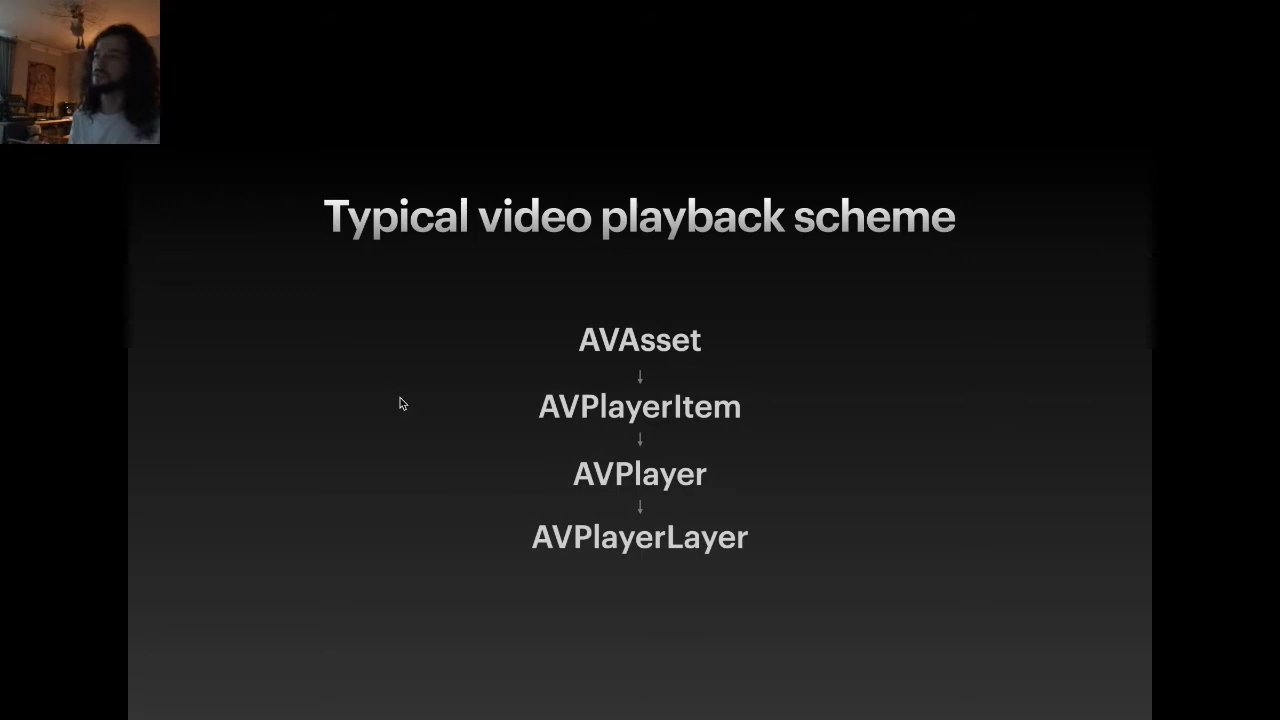 Typical video playback scheme
AVAsset
↓
AVPlayerItem
↓
AVPlayer
↓
AVPlayerLayer